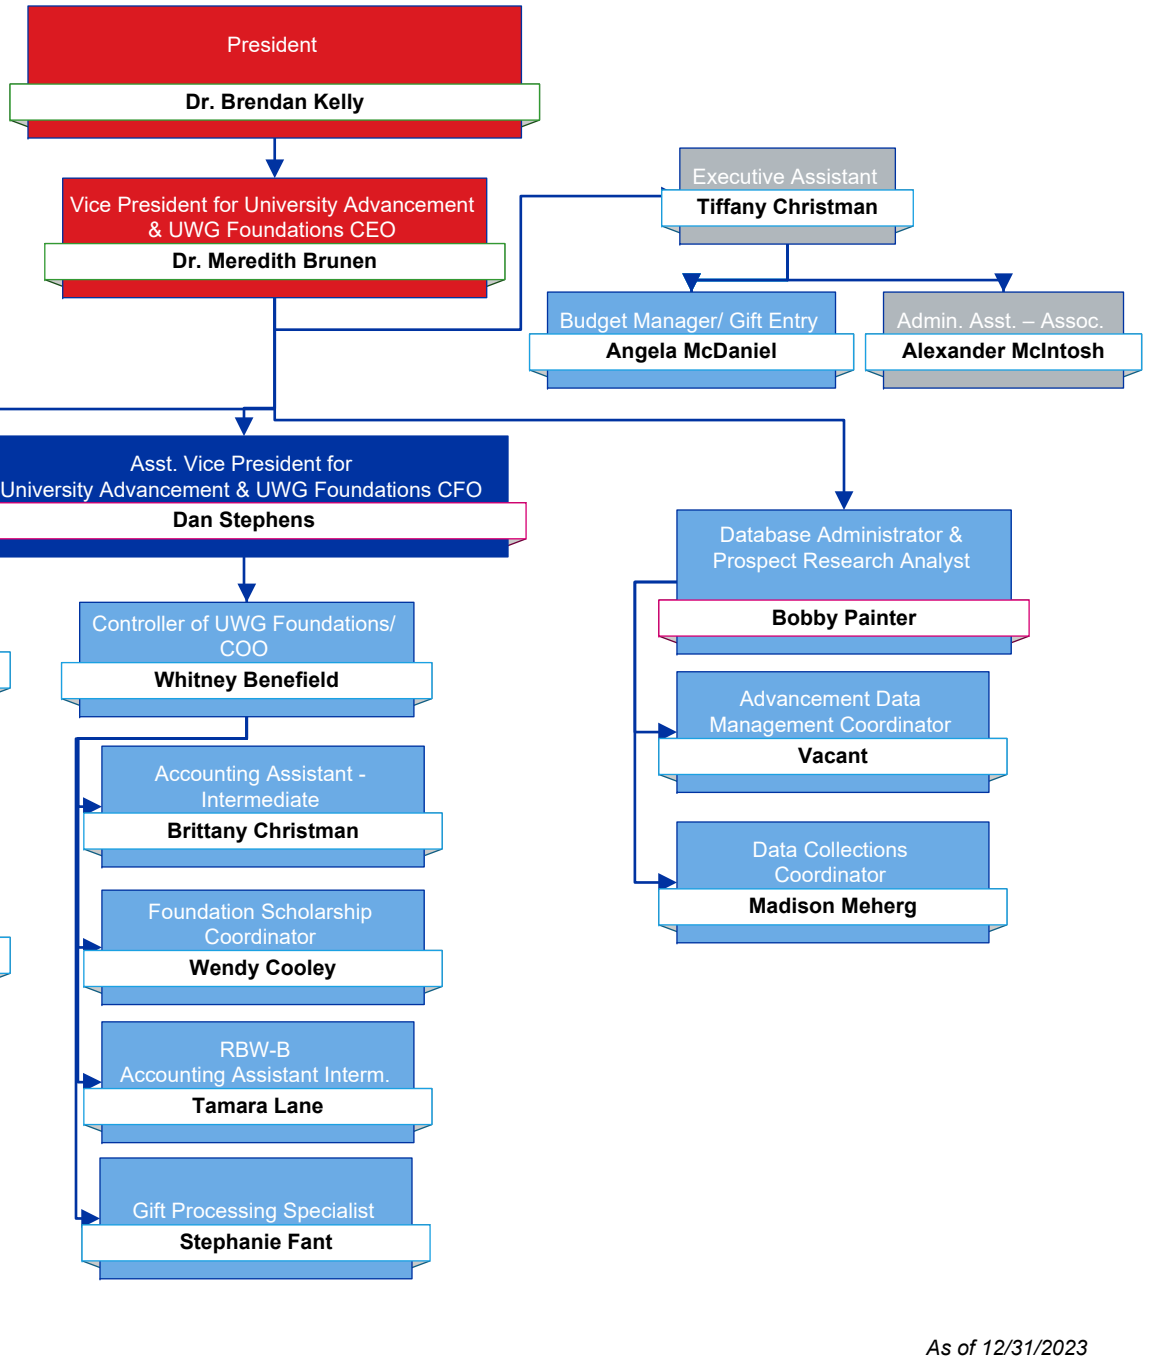 President
Dr. Brendan Kelly
Vice President for University Advancement
& UWG Foundations CEO
Dr. Meredith Brunen
Executive Assistant
Tiffany Christman
Budget Manager/ Gift Entry
Angela McDaniel
Admin. Asst. – Assoc.
Alexander McIntosh
Asst. Vice President for
University Advancement & UWG Foundations CFO
Dan Stephens
Controller of UWG Foundations/
COO
Whitney Benefield
Accounting Assistant -
Intermediate
Brittany Christman
Foundation Scholarship
Coordinator
Wendy Cooley
RBW-B
Accounting Assistant Interm.
Tamara Lane
Gift Processing Specialist
Stephanie Fant
Database Administrator &
Prospect Research Analyst
Bobby Painter
Advancement Data
Management Coordinator
Vacant
Data Collections
Coordinator
Madison Meherg
As of 12/31/2023